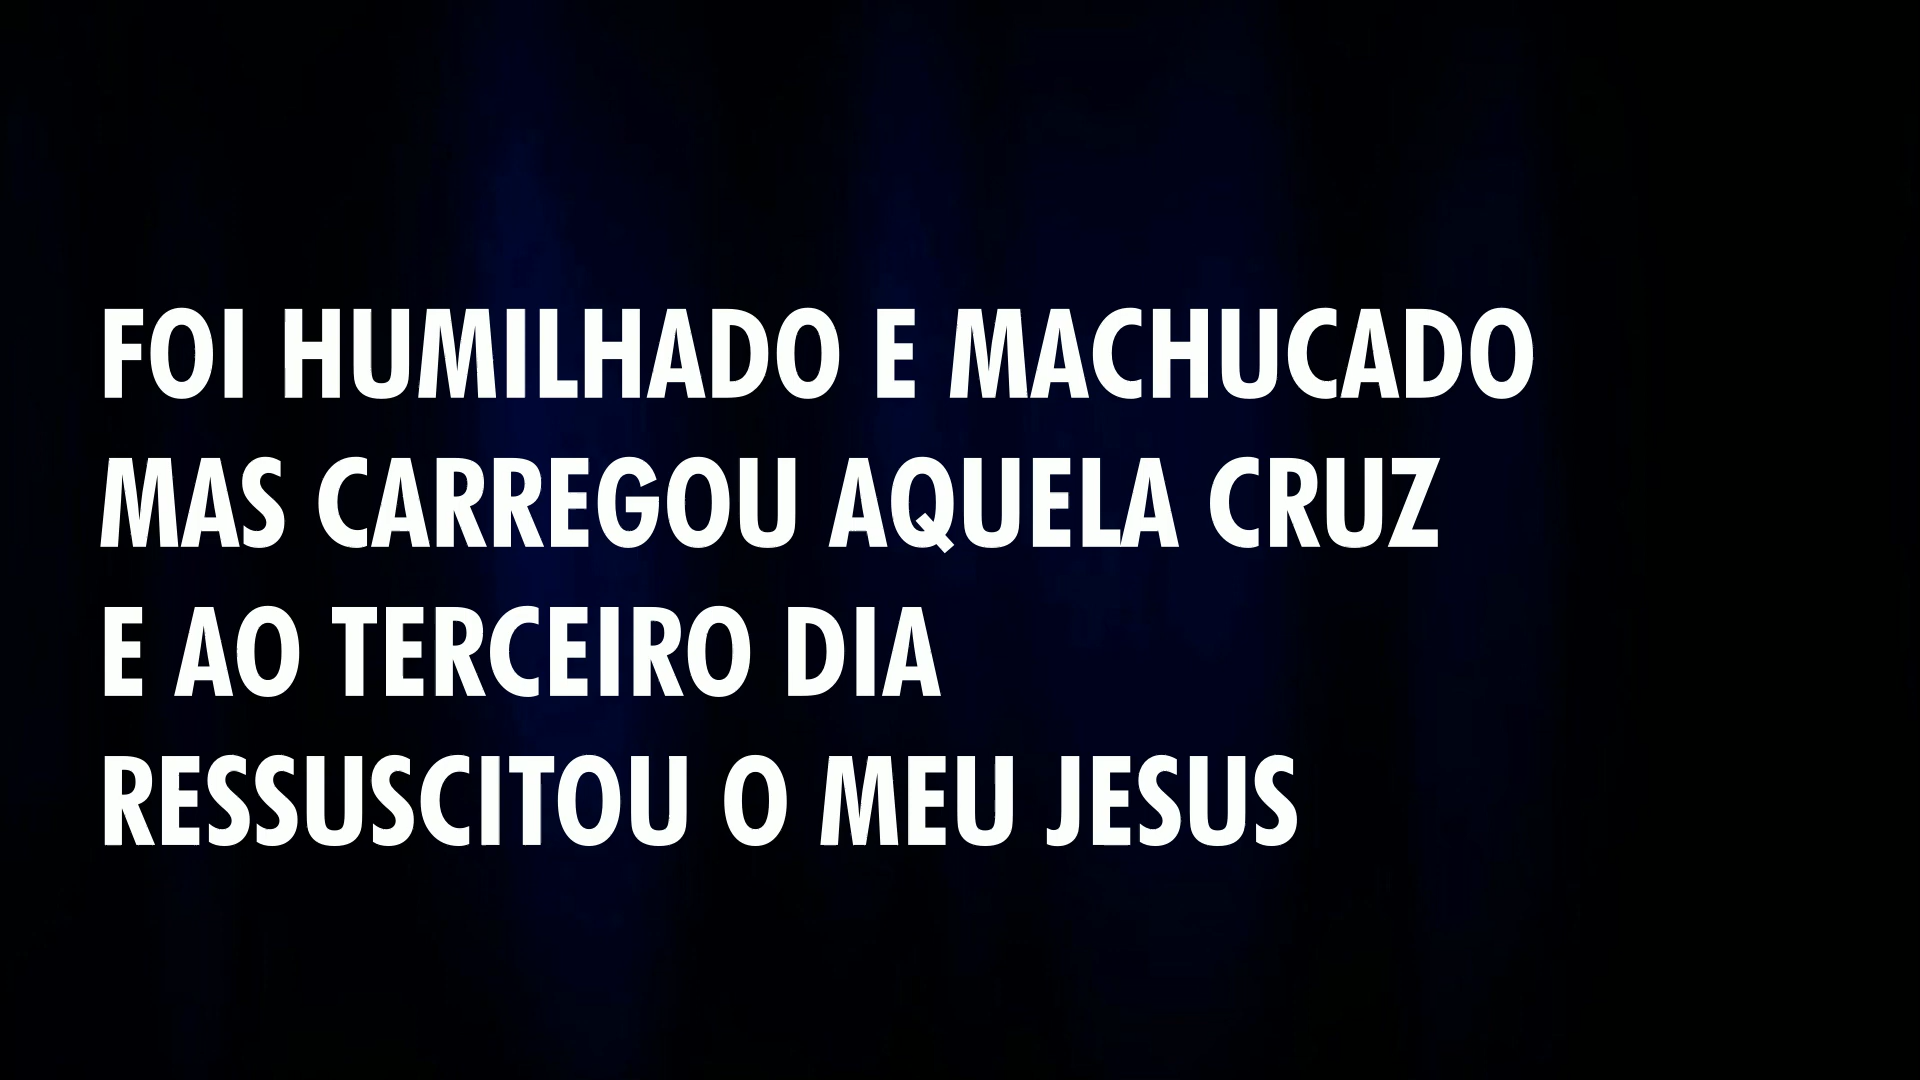 FOI HUMILHADO E MACHUCADO
MAS CARREGOU AQUELA CRUZ
E AO TERCEIRO DIA
RESSUSCITOU O MEU JESUS